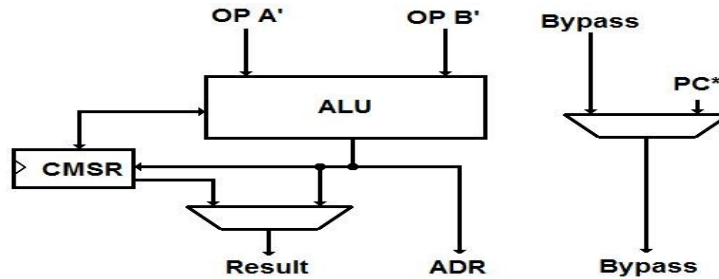 OP A' OP B' Bypass
PC*
ALU
CMSR
Result ADR Bypass